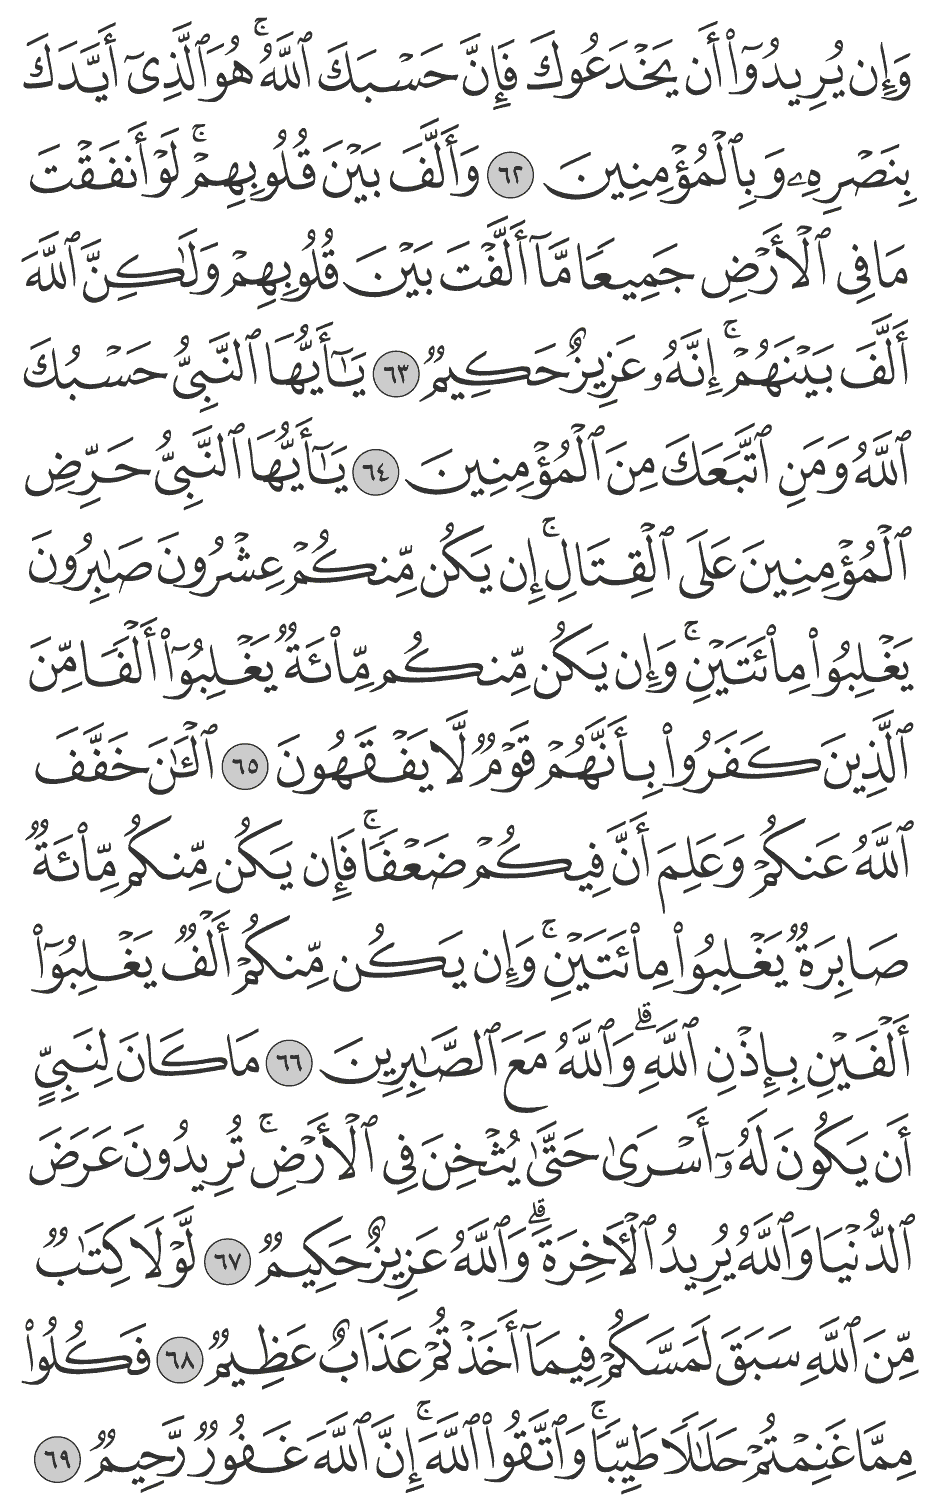 وَإِن يُرِيدُوٓا۟ أَن يَخْدَعُوكَ فَإِنَّ حَسْبَكَ ٱللَّهُ ۚ هُوَ ٱلَّذِىٓ أَيَّدَكَ
بِنَصْرِهِۦ وَبِٱلْمُؤْمِنِينَ ٦٢ وَأَلَّفَ بَيْنَ قُلُوبِهِمْ ۚ لَوْ أَنفَقْتَ
مَا فِى ٱلْأَرْضِ جَمِيعًا مَّآ أَلَّفْتَ بَيْنَ قُلُوبِهِمْ وَلَـٰكِنَّ ٱللَّهَ
أَلَّفَ بَيْنَهُمْ ۚ إِنَّهُۥ عَزِيزٌ حَكِيمٌ ٦٣ يَـٰٓأَيُّهَا ٱلنَّبِىُّ حَسْبُكَ
ٱللَّهُ وَمَنِ ٱتَّبَعَكَ مِنَ ٱلْمُؤْمِنِينَ ٦٤ يَـٰٓأَيُّهَا ٱلنَّبِىُّ حَرِّضِ
ٱلْمُؤْمِنِينَ عَلَى ٱلْقِتَالِ ۚ إِن يَكُن مِّنكُمْ عِشْرُونَ صَـٰبِرُونَ
يَغْلِبُوا۟ مِا۟ئَتَيْنِ ۚ وَإِن يَكُن مِّنكُم مِّا۟ئَةٌ يَغْلِبُوٓا۟ أَلْفًا مِّنَ
ٱلَّذِينَ كَفَرُوا۟ بِأَنَّهُمْ قَوْمٌ لَّا يَفْقَهُونَ ٦٥ ٱلْـَٔـٰنَ خَفَّفَ
ٱللَّهُ عَنكُمْ وَعَلِمَ أَنَّ فِيكُمْ ضَعْفًا ۚ فَإِن يَكُن مِّنكُم مِّا۟ئَةٌ
صَابِرَةٌ يَغْلِبُوا۟ مِا۟ئَتَيْنِ ۚ وَإِن يَكُن مِّنكُمْ أَلْفٌ يَغْلِبُوٓا۟
أَلْفَيْنِ بِإِذْنِ ٱللَّهِ ۗ وَٱللَّهُ مَعَ ٱلصَّـٰبِرِينَ ٦٦ مَا كَانَ لِنَبِىٍّ
أَن يَكُونَ لَهُۥٓ أَسْرَىٰ حَتَّىٰ يُثْخِنَ فِى ٱلْأَرْضِ ۚ تُرِيدُونَ عَرَضَ
ٱلدُّنْيَا وَٱللَّهُ يُرِيدُ ٱلْـَٔاخِرَةَ ۗ وَٱللَّهُ عَزِيزٌ حَكِيمٌ ٦٧ لَّوْلَا كِتَـٰبٌ
مِّنَ ٱللَّهِ سَبَقَ لَمَسَّكُمْ فِيمَآ أَخَذْتُمْ عَذَابٌ عَظِيمٌ ٦٨ فَكُلُوا۟
مِمَّا غَنِمْتُمْ حَلَـٰلًا طَيِّبًا ۚ وَٱتَّقُوا۟ ٱللَّهَ ۚ إِنَّ ٱللَّهَ غَفُورٌ رَّحِيمٌ ٦٩